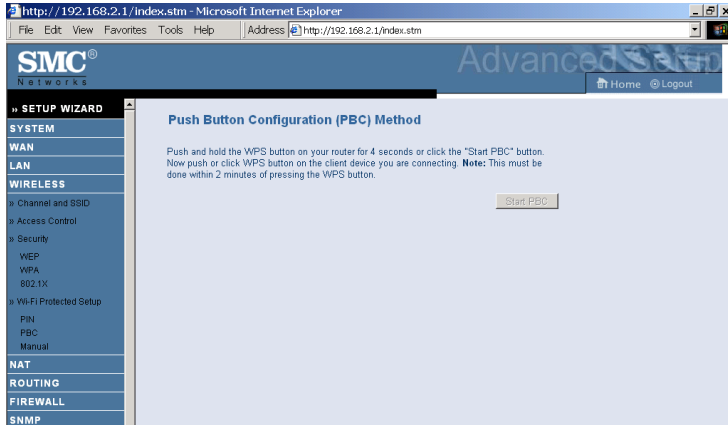 http://192.168.2.1/index.stm - Microsoft Internet Explorer
File Edit View Favorites Tools Help Address http://192.168.2.1/index.stm
SMC®
Networks
Advanced Setup
Home Logout
» SETUP WIZARD
SYSTEM
WAN
LAN
WIRELESS
» Channel and SSID
» Access Control
» Security
WEP
WPA
802.1X
» Wi-Fi Protected Setup
PIN
PBC
Manual
NAT
ROUTING
FIREWALL
SNMP
Push Button Configuration (PBC) Method
Push and hold the WPS button on your router for 4 seconds or click the "Start PBC" button.
Now push or click WPS button on the client device you are connecting. Note: This must be
done within 2 minutes of pressing the WPS button.
Start PBC